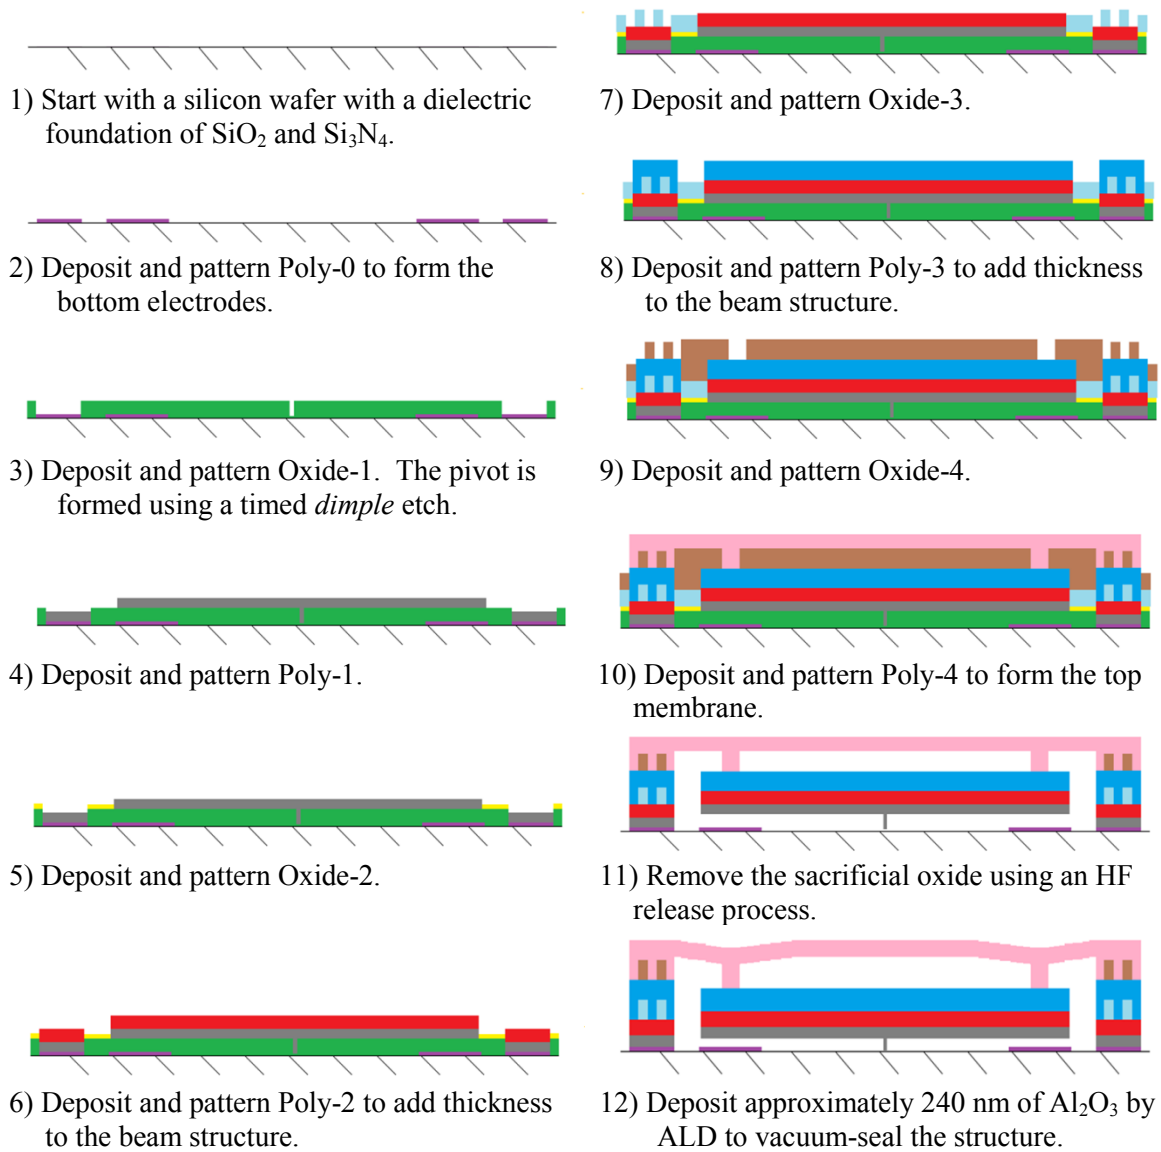 1) Start with a silicon wafer with a dielectric
foundation of SiO₂ and Si₃N₄.
2) Deposit and pattern Poly-0 to form the
bottom electrodes.
3) Deposit and pattern Oxide-1. The pivot is
formed using a timed dimple etch.
4) Deposit and pattern Poly-1.
5) Deposit and pattern Oxide-2.
6) Deposit and pattern Poly-2 to add thickness
to the beam structure.
7) Deposit and pattern Oxide-3.
8) Deposit and pattern Poly-3 to add thickness
to the beam structure.
9) Deposit and pattern Oxide-4.
10) Deposit and pattern Poly-4 to form the top
membrane.
11) Remove the sacrificial oxide using an HF
release process.
12) Deposit approximately 240 nm of Al₂O₃ by
ALD to vacuum-seal the structure.